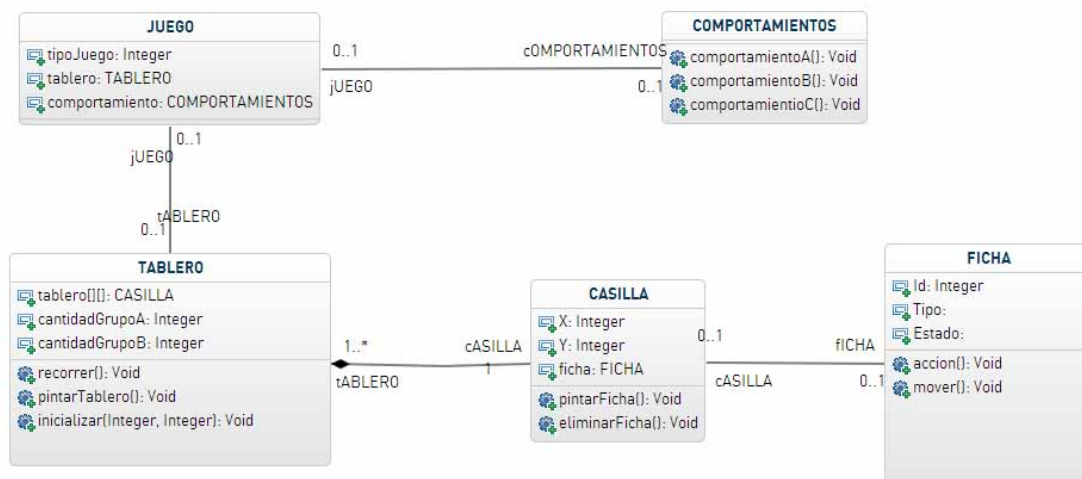 JUEGO
tipoJuego: Integer
tablero: TABLERO
comportamiento: COMPORTAMIENTOS
0..1
cOMPORTAMIENTOS
jUEGO
0..1
COMPORTAMIENTOS
comportamientoA(): Void
comportamientoB(): Void
comportamientioC(): Void
0..1
jUEGO
tABLERO
0..1
TABLERO
tablero[][]: CASILLA
cantidadGrupoA: Integer
cantidadGrupoB: Integer
recorrer(): Void
pintarTablero(): Void
inicializar(Integer, Integer): Void
1..*
cASILLA
tABLERO
1
CASILLA
X: Integer
Y: Integer
ficha: FICHA
pintarFicha(): Void
eliminarFicha(): Void
0..1
fICHA
cASILLA
0..1
FICHA
Id: Integer
Tipo:
Estado:
accion(): Void
mover(): Void